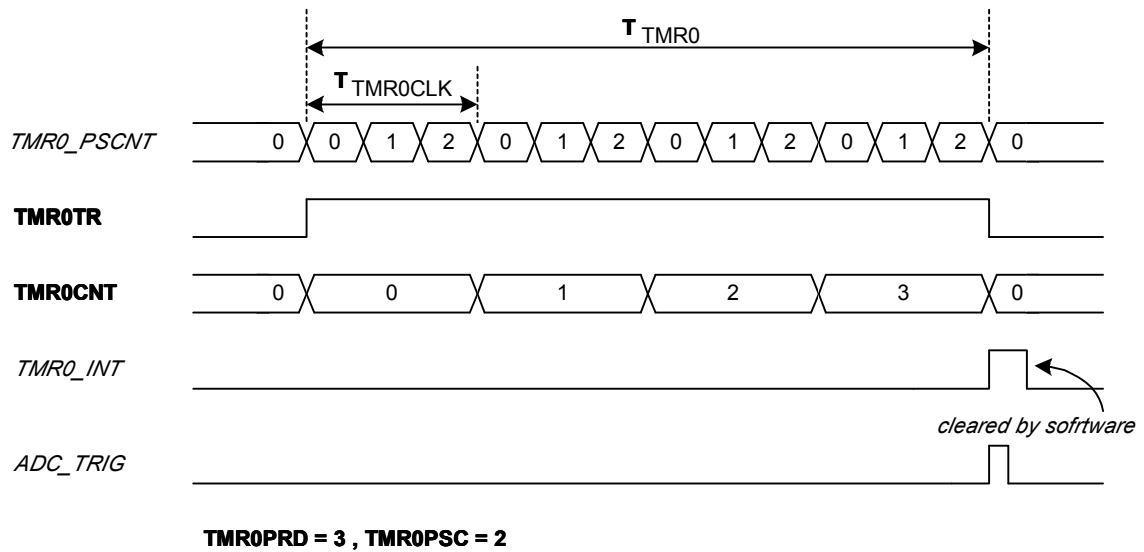 T TMR0
T TMR0CLK
TMR0_PSCNT 0 0 1 2 0 1 2 0 1 2 0 1 2 0
TMR0TR
TMR0CNT 0 0 1 2 3 0
TMR0_INT
cleared by sofrtware
ADC_TRIG
TMR0PRD = 3 , TMR0PSC = 2